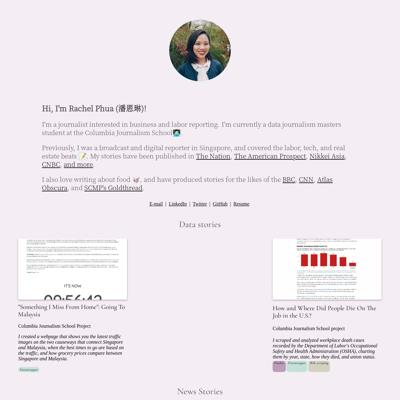 Hi, I'm Rachel Phua (潘恩琳)!
I'm a journalist interested in business and labor reporting. I'm currently a data journalism masters
student at the Columbia Journalism School
Previously, I was a broadcast and digital reporter in Singapore, and covered the labor, tech, and real
estate beats. My stories have been published in The Nation, The American Prospect, Nikkei Asia,
CNBC, and more.
I also love writing about food, and have produced stories for the likes of the BBC, CNN, Atlas
Obscura, and SCMP's Goldthread.
E-mail | LinkedIn | Twitter | GitHub | Resume
Data stories
IT'S NOW
"Something I Miss From Home": Going To
Malaysia
Columbia Journalism School Project
I created a webpage that shows you the latest traffic
images on the two causeways that connect Singapore
and Malaysia, when the best times to go are based on
the traffic, and how grocery prices compare between
Singapore and Malaysia.
How and Where Did People Die On The
Job in the U.S.?
Columbia Journalism School project
I scraped and analyzed workplace death cases
recorded by the Department of Labor's Occupational
Safety and Health Administration (OSHA), charting
them by year, state, how they died, and union status.
News Stories